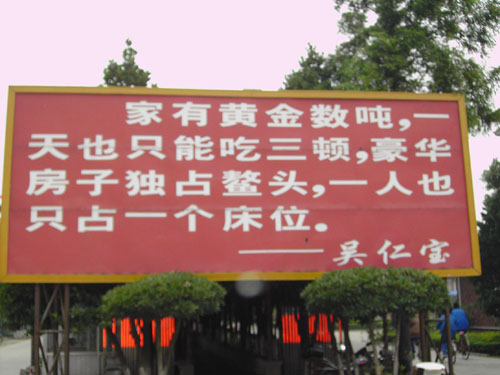 家有黄金数吨,一
天也只能吃三顿,豪华
房子独占鳌头,一人也
只占一个床位。
——吴仁宝